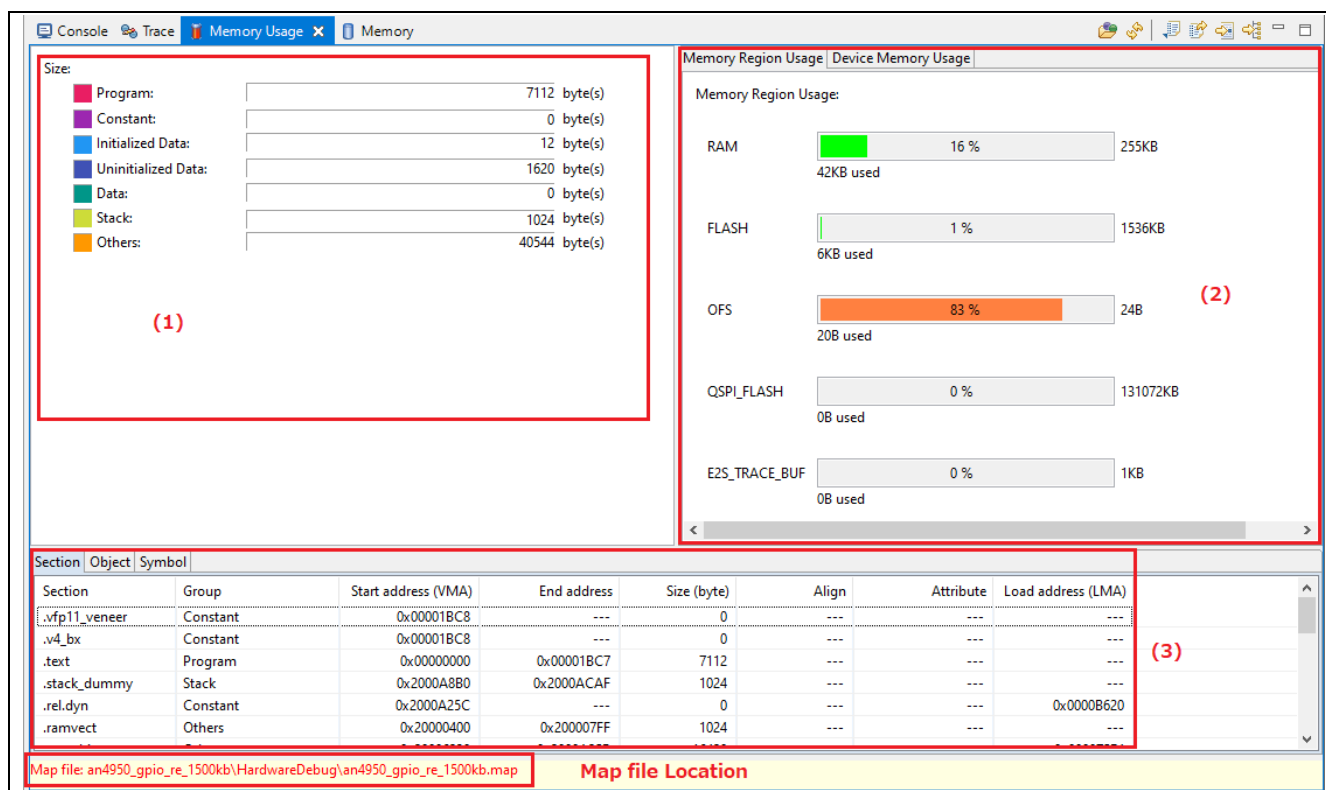 Console Trace Memory Usage Memory
Size:
Program: 7112 byte(s)
Constant: 0 byte(s)
Initialized Data: 12 byte(s)
Uninitialized Data: 1620 byte(s)
Data: 0 byte(s)
Stack: 1024 byte(s)
Others: 40544 byte(s)
(1)
Memory Region Usage Device Memory Usage
Memory Region Usage:
RAM 16 % 255KB
42KB used
FLASH 1 % 1536KB
6KB used
OFS 83 % 24B
20B used
(2)
QSPI_FLASH 0 % 131072KB
0B used
E2S_TRACE_BUF 0 % 1KB
0B used
Section Object Symbol
Section Group Start address (VMA) End address Size (byte) Align Attribute Load address (LMA)
.vfp11_veneer Constant 0x00001BC8 --- 0 --- --- ---
.v4_bx Constant 0x00001BC8 --- 0 --- --- ---
.text Program 0x00000000 0x00001BC7 7112 --- --- ---
.stack_dummy Stack 0x2000A8B0 0x2000ACAF 1024 --- --- ---
.rel.dyn Constant 0x2000A25C --- 0 --- --- 0x0000B620
.ramvect Others 0x20000400 0x200007FF 1024 --- --- ---
(3)
Map file: an4950_gpio_re_1500kb\HardwareDebug\an4950_gpio_re_1500kb.map
Map file Location